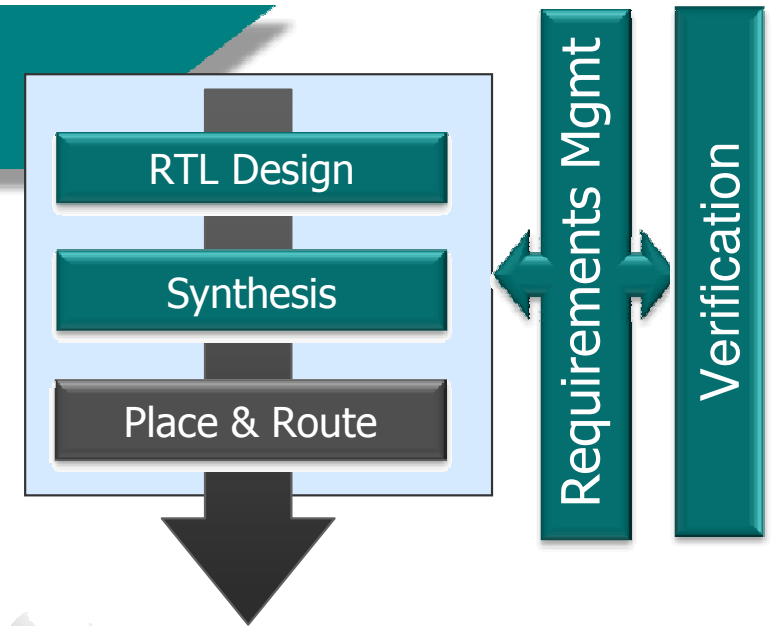 RTL Design
Synthesis
Place & Route
Requirements Mgmt
Verification